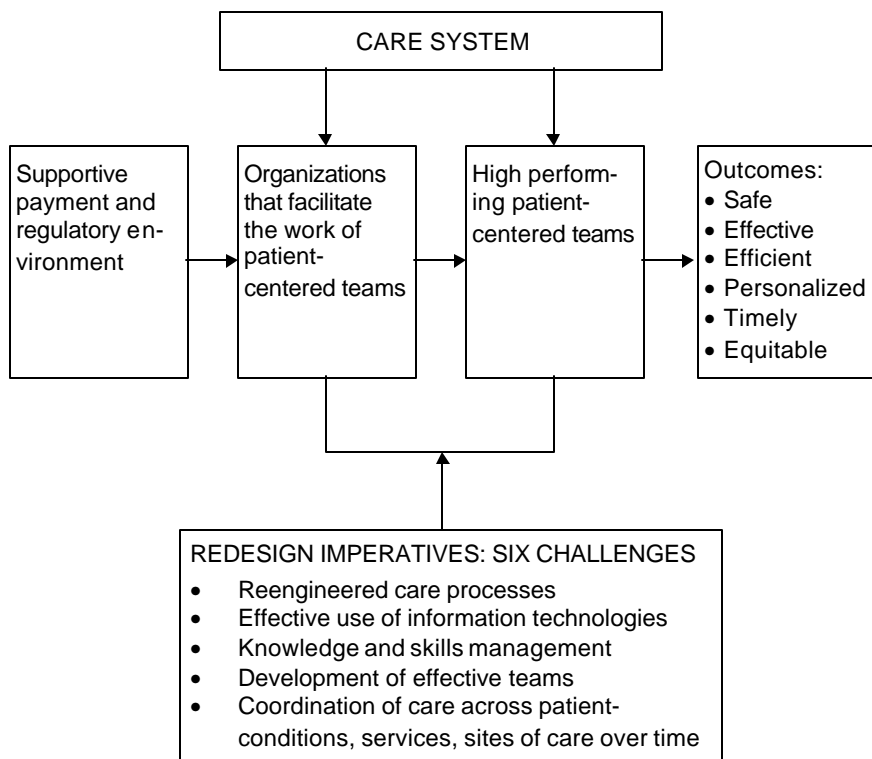 CARE SYSTEM
Supportive
payment and
regulatory en-
vironment
Organizations
that facilitate
the work of
patient-
centered teams
High perform-
ing patient-
centered teams
Outcomes:
• Safe
• Effective
• Efficient
• Personalized
• Timely
• Equitable
REDESIGN IMPERATIVES: SIX CHALLENGES
• Reengineered care processes
• Effective use of information technologies
• Knowledge and skills management
• Development of effective teams
• Coordination of care across patient-
conditions, services, sites of care over time